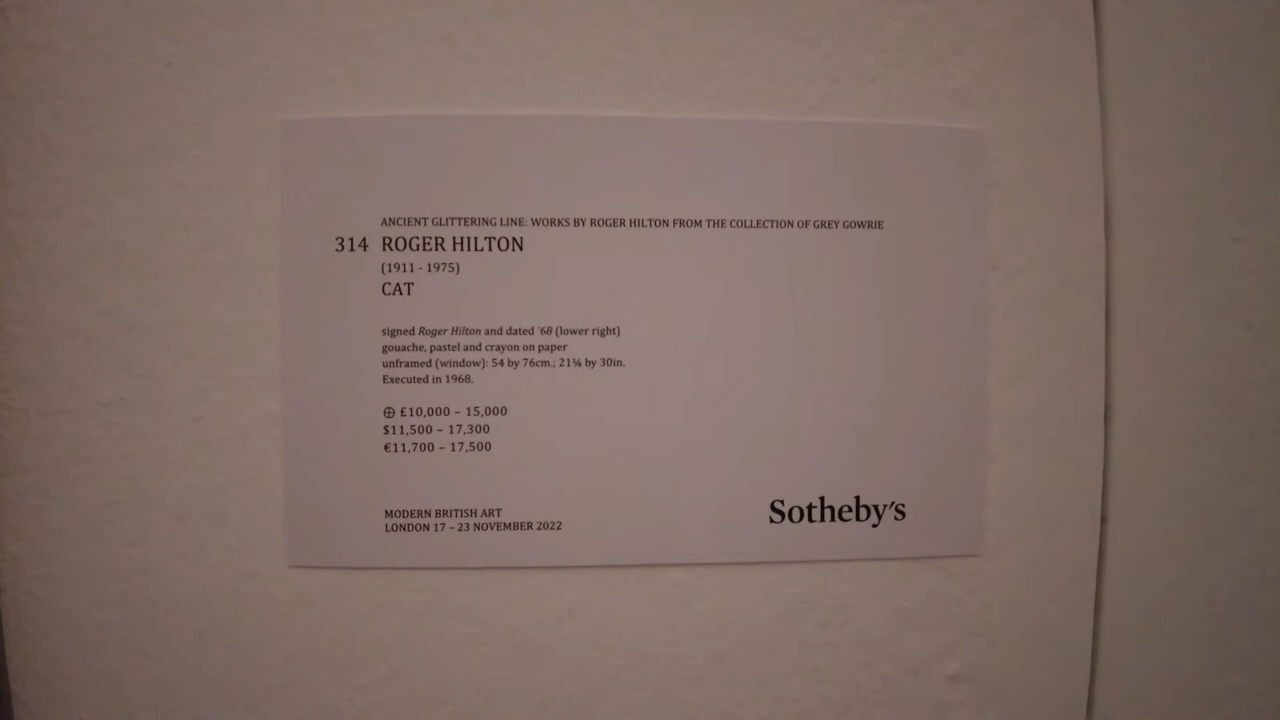 ANCIENT GLITTERING LINE: WORKS BY ROGER HILTON FROM THE COLLECTION OF GREY GOWRIE
314 ROGER HILTON
(1911 - 1975)
CAT
signed Roger Hilton and dated '68 (lower right)
gouache, pastel and crayon on paper
unframed (window): 54 by 76cm.; 21¼ by 30in.
Executed in 1968.
⊕ £10,000 – 15,000
$11,500 – 17,300
€11,700 – 17,500
MODERN BRITISH ART
LONDON 17 – 23 NOVEMBER 2022
Sotheby's